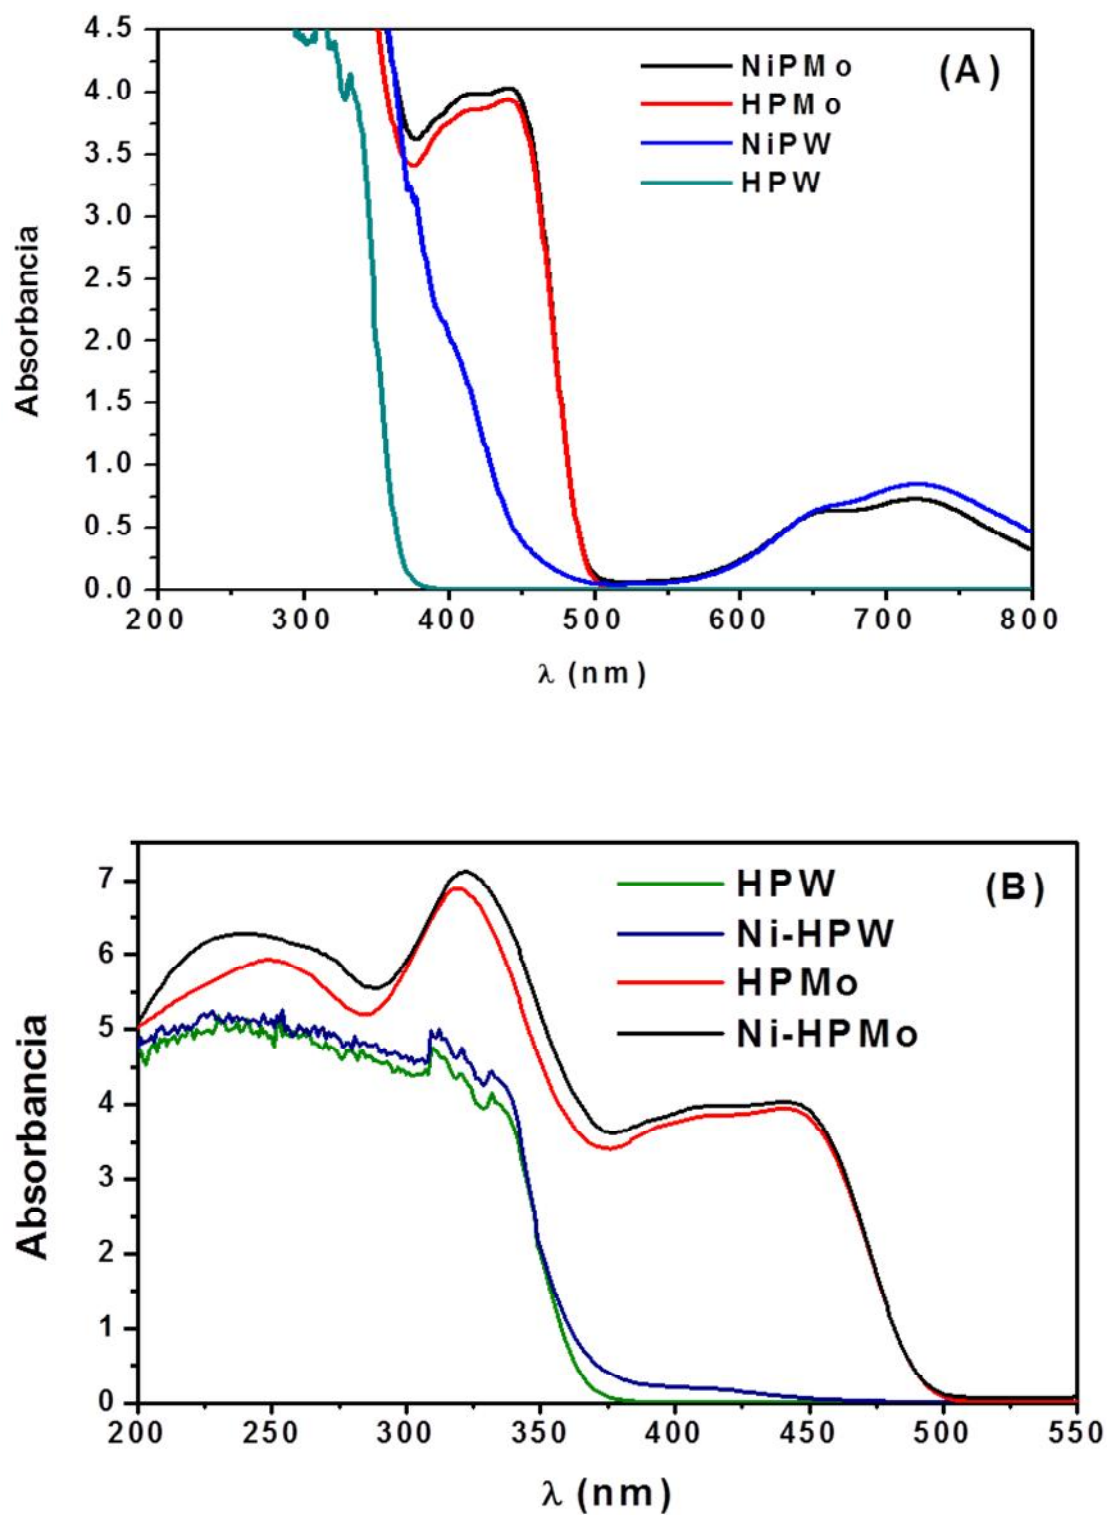 4.5
4.0
3.5
3.0
2.5
2.0
1.5
1.0
0.5
0.0
Absorbancia
NiPMo
HPMo
NiPW
HPW
(A)
200 300 400 500 600 700 800
λ (nm)
7
6
5
4
3
2
1
0
Absorbancia
HPW
Ni-HPW
HPMo
Ni-HPMo
(B)
200 250 300 350 400 450 500 550
λ (nm)